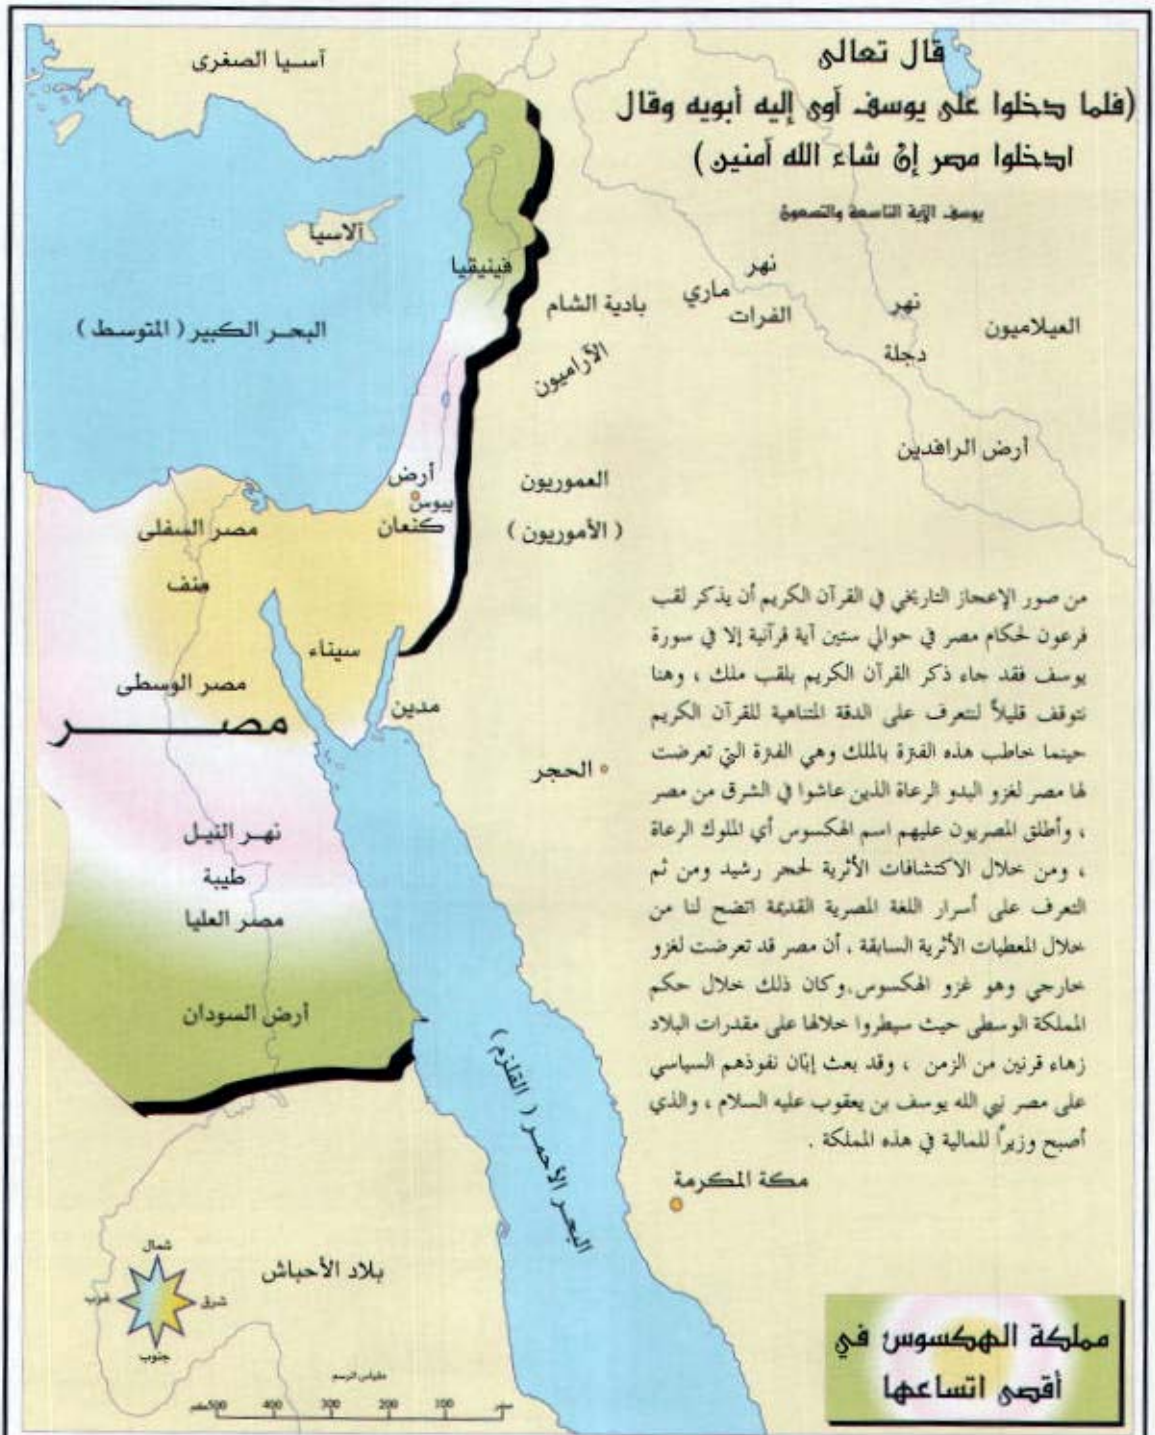 قال تعالى
(فلما دخلوا على يوسف آوى إليه أبويه وقال
ادخلوا مصر إن شاء الله آمنين)
يوسف الآية التاسعة والتسعون
آسيا الصغرى
آلاسيا
فينيقيا
البحر الكبير (المتوسط)
بادية الشام
الآراميون
نهر
الفرات
ماري
نهر
دجلة
العيلاميون
أرض الرافدين
أرض
يبوس
كنعان
العموريون
(الأموريون)
مصر السفلى
منف
سيناء
مصر الوسطى
مصر
مدين
الحجر
نهر النيل
طيبة
مصر العليا
أرض السودان
البحر الأحمر (القلزم)
من صور الإعجاز التاريخي في القرآن الكريم أن يذكر لقب
فرعون لحكام مصر في حوالي ستين آية قرآنية إلا في سورة
يوسف فقد جاء ذكر القرآن الكريم بلقب ملك ، وهنا
نتوقف قليلاً لنتعرف على الدقة المتناهية للقرآن الكريم
حينما خاطب هذه الفترة بالملك وهي الفترة التي تعرضت
لها مصر لغزو البدو الرعاة الذين عاشوا في الشرق من مصر
، وأطلق المصريون عليهم اسم الهكسوس أي الملوك الرعاة
، ومن خلال الاكتشافات الأثرية لحجر رشيد ومن ثم
التعرف على أسرار اللغة المصرية القديمة اتضح لنا من
خلال المعطيات الأثرية السابقة ، أن مصر قد تعرضت لغزو
خارجي وهو غزو الهكسوس.وكان ذلك خلال حكم
المملكة الوسطى حيث سيطروا خلالها على مقدرات البلاد
زهاء قرنين من الزمن ، وقد بعث إبّان نفوذهم السياسي
على مصر نبي الله يوسف بن يعقوب عليه السلام ، والذي
أصبح وزيراً للمالية في هذه المملكة .
مكة المكرمة
بلاد الأحباش
شمال
شرق
غرب
جنوب
مقياس الرسم
500 400 300 100 صفر
مملكة الهكسوس في
أقصى اتساعها